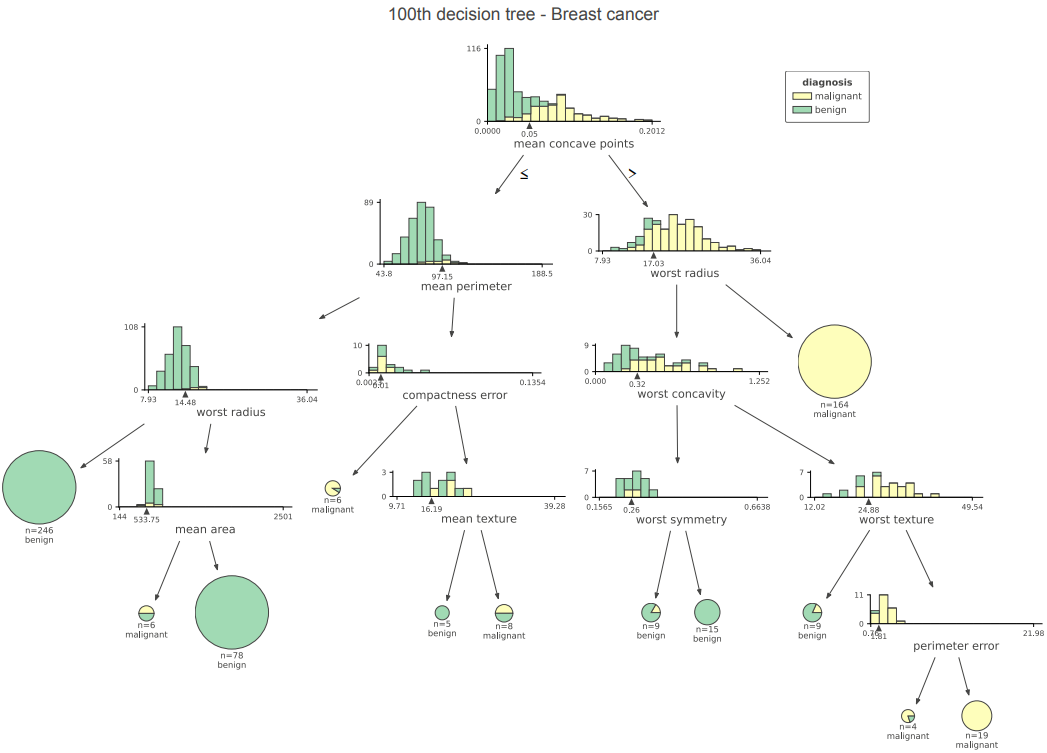 100th decision tree - Breast cancer
116
0
0.0000
0.05
0.2012
mean concave points
diagnosis
malignant
benign
≤
>
89
0
43.8
97.15
188.5
mean perimeter
30
0
7.93
17.03
36.04
worst radius
108
0
7.93
14.48
36.04
worst radius
10
0
0.01
0.1354
compactness error
9
0
0.000
0.32
1.252
worst concavity
n=164
malignant
n=246
benign
58
0
144
533.75
2501
mean area
n=6
malignant
3
0
9.71
16.19
39.28
mean texture
7
0
0.1565
0.26
0.6638
worst symmetry
7
0
12.02
24.88
49.54
worst texture
n=6
malignant
n=78
benign
n=5
benign
n=8
malignant
n=9
benign
n=15
benign
n=9
benign
11
0
1.81
21.98
perimeter error
n=4
malignant
n=19
malignant